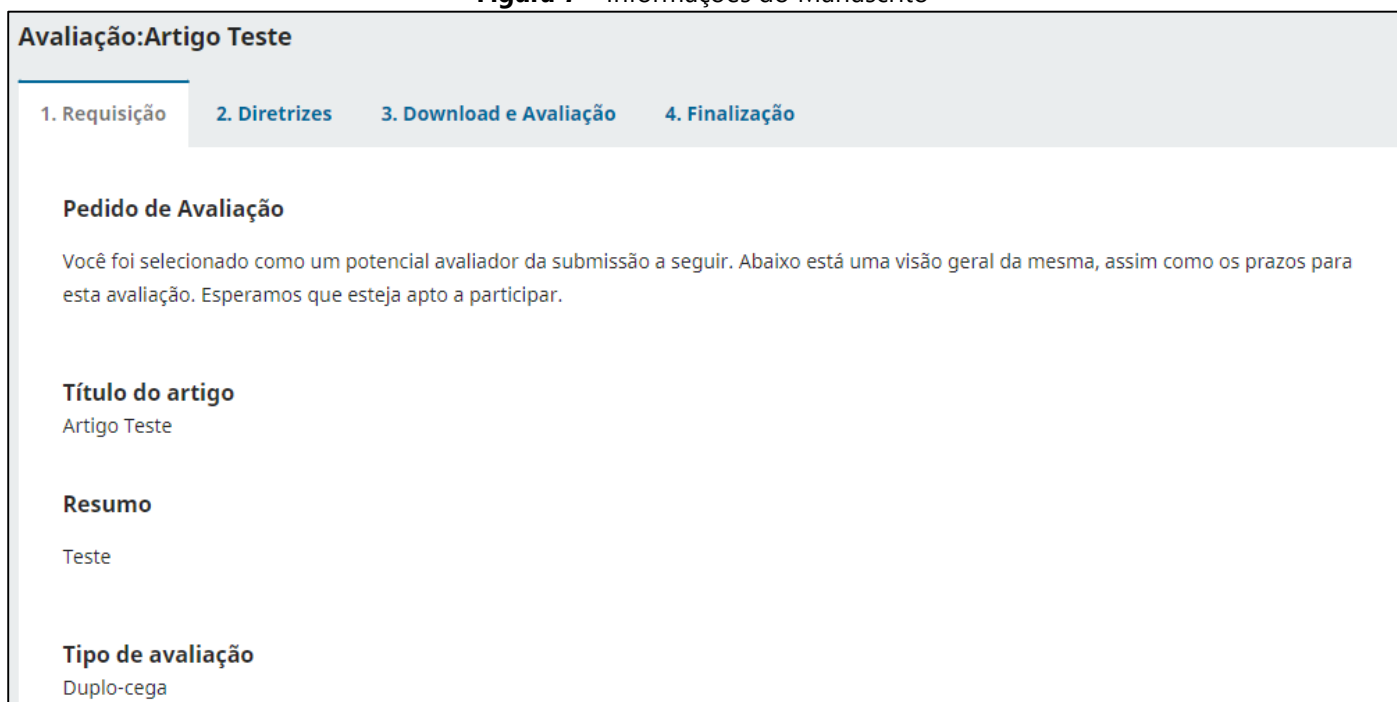 Avaliação:Artigo Teste
1. Requisição 2. Diretrizes 3. Download e Avaliação 4. Finalização
Pedido de Avaliação
Você foi selecionado como um potencial avaliador da submissão a seguir. Abaixo está uma visão geral da mesma, assim como os prazos para
esta avaliação. Esperamos que esteja apto a participar.
Título do artigo
Artigo Teste
Resumo
Teste
Tipo de avaliação
Duplo-cega